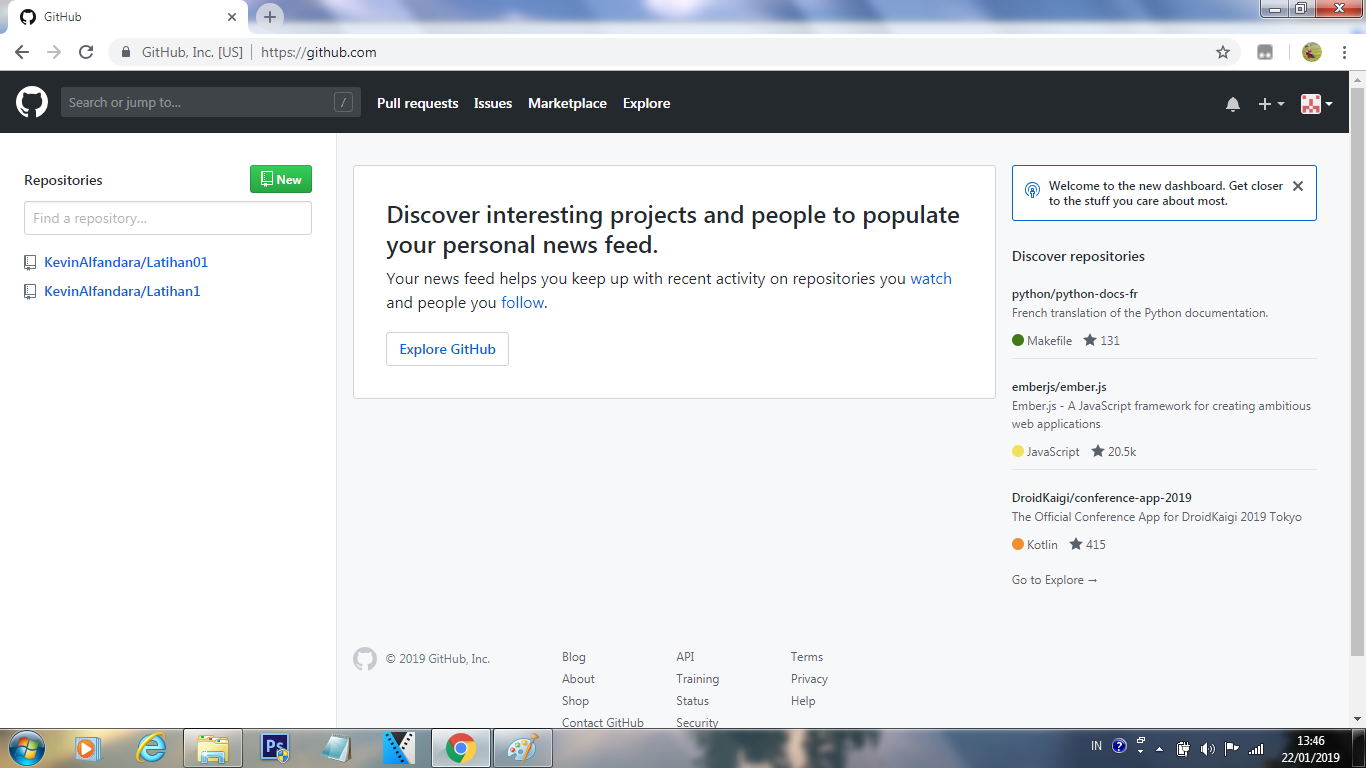 GitHub
GitHub, Inc. [US] https://github.com
Search or jump to... /
Pull requests Issues Marketplace Explore
Repositories
New
Find a repository...
KevinAlfandara/Latihan01
KevinAlfandara/Latihan1
Discover interesting projects and people to populate
your personal news feed.
Your news feed helps you keep up with recent activity on repositories you watch
and people you follow.
Explore GitHub
Welcome to the new dashboard. Get closer
to the stuff you care about most.
Discover repositories
python/python-docs-fr
French translation of the Python documentation.
Makefile 131
emberjs/ember.js
Ember.js - A JavaScript framework for creating ambitious
web applications
JavaScript 20.5k
DroidKaigi/conference-app-2019
The Official Conference App for DroidKaigi 2019 Tokyo
Kotlin 415
Go to Explore →
© 2019 GitHub, Inc.
Blog
About
Shop
Contact GitHub
API
Training
Status
Security
Terms
Privacy
Help
Ps
IN
13:46
22/01/2019